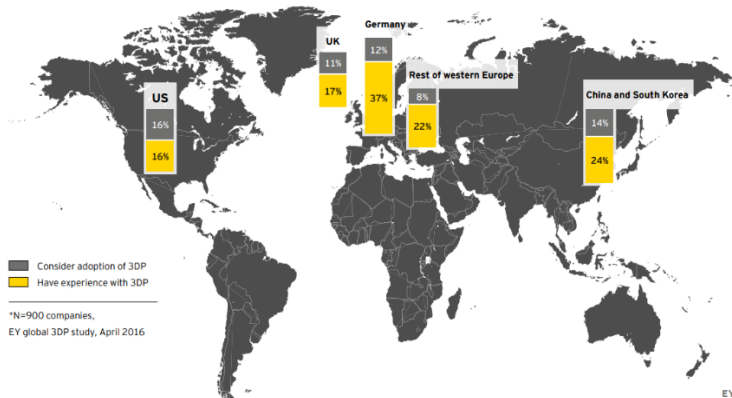 Germany
UK
12%
11%
Rest of western Europe
8%
17%
37%
22%
US
16%
16%
China and South Korea
14%
24%
Consider adoption of 3DP
Have experience with 3DP
*N=900 companies,
EY global 3DP study, April 2016
EY